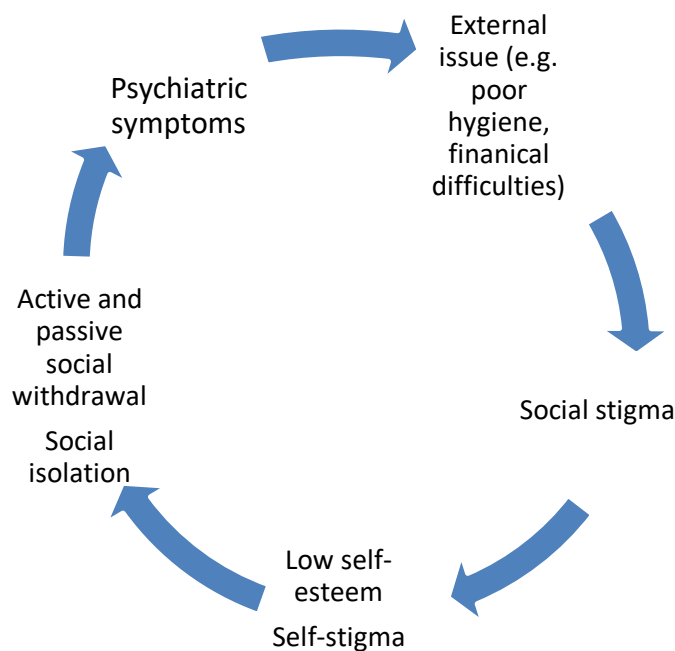 Psychiatric
symptoms
External
issue (e.g.
poor
hygiene,
finanical
difficulties)
Social stigma
Low self-
esteem
Self-stigma
Active and
passive
social
withdrawal
Social
isolation